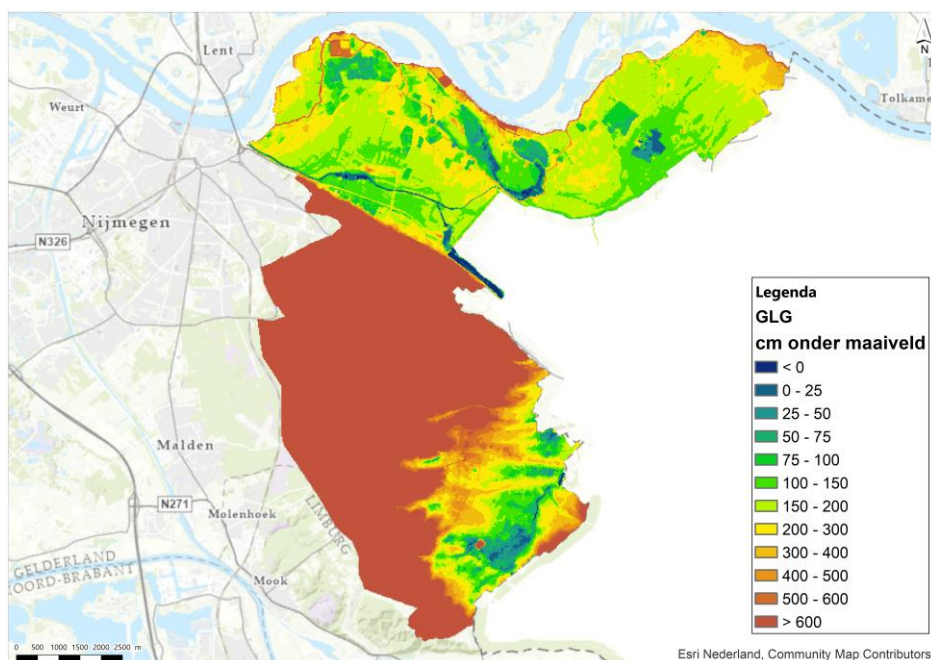 Lent
N
Weurt
Tolkame
Nijmegen
N326
Legenda
GLG
cm onder maaiveld
< 0
0 - 25
25 - 50
50 - 75
75 - 100
100 - 150
150 - 200
200 - 300
300 - 400
400 - 500
500 - 600
> 600
Malden
N271
Molenhoek
LIMBURG
GELDERLAND
NOORD-BRABANT
Mook
0 500 1000 1500 2000 2500 m
Esri Nederland, Community Map Contributors